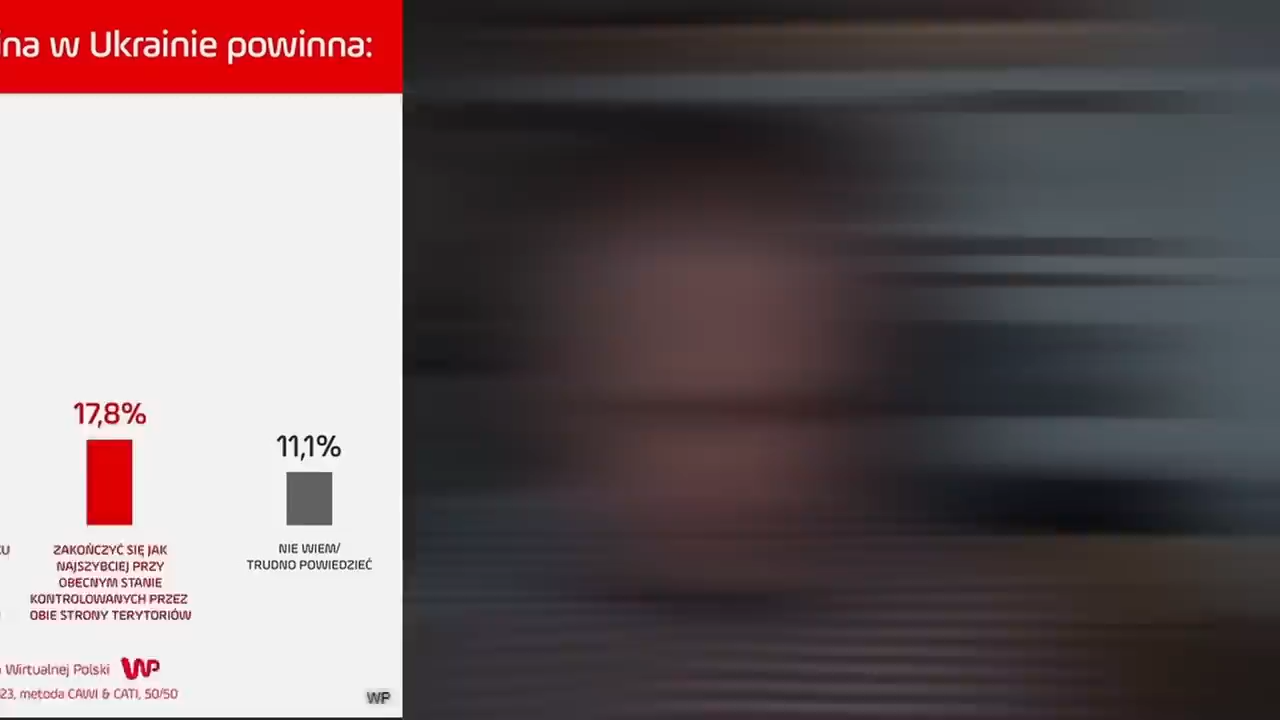 w Ukrainie powinna:
17,8%
11,1%
ZAKOŃCZYĆ SIĘ JAK
NAJSZYBCIEJ PRZY
OBECNYM STANIE
KONTROLOWANYCH PRZEZ
OBIE STRONY TERYTORIÓW
NIE WIEM/
TRUDNO POWIEDZIEĆ
Wirtualnej Polski WP
23, metoda CAWI & CATI, 50/50
WP